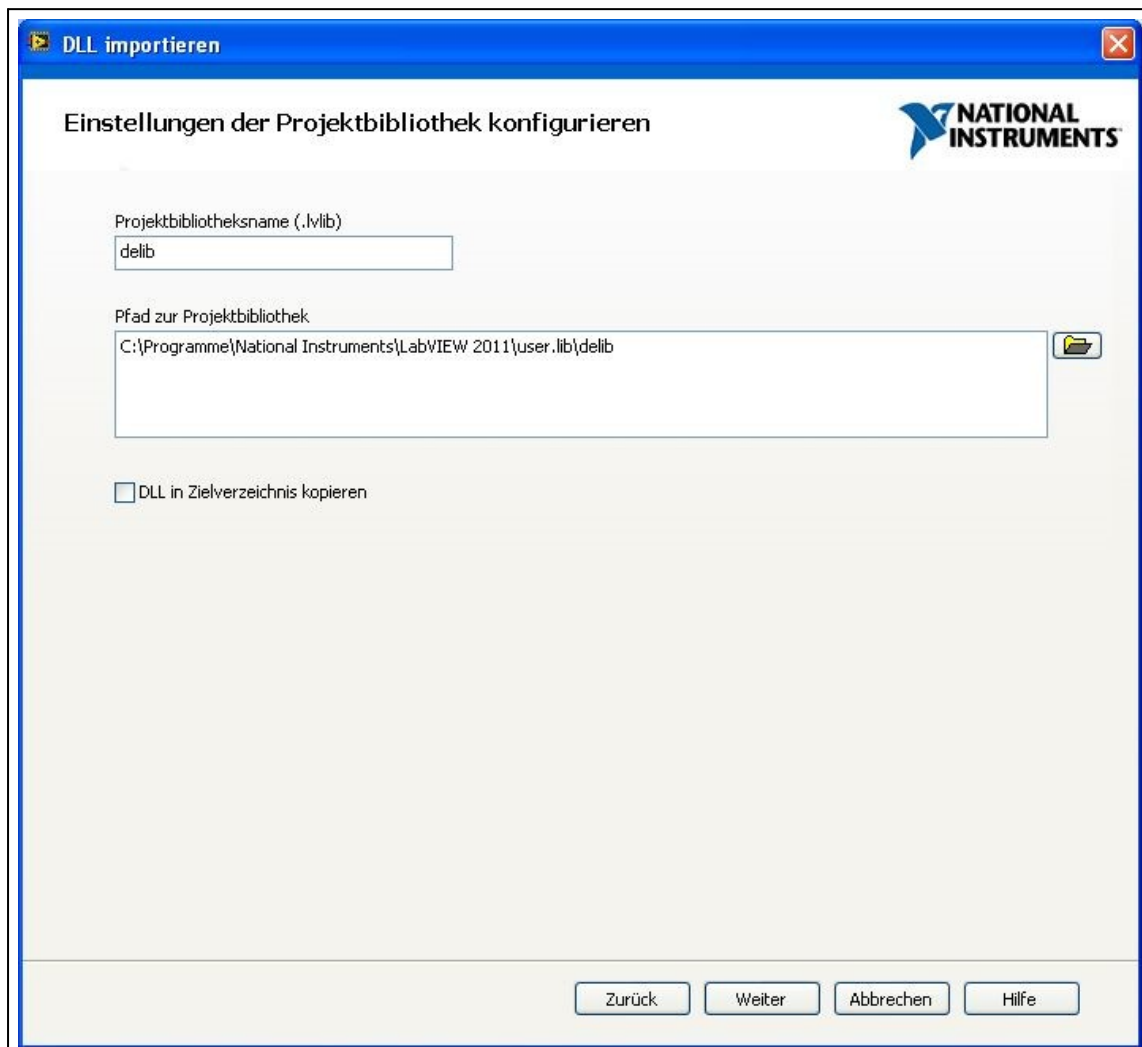 DLL importieren
Einstellungen der Projektbibliothek konfigurieren
NATIONAL
INSTRUMENTS
Projektbibliotheksname (.lvlib)
delib
Pfad zur Projektbibliothek
C:\Programme\National Instruments\LabVIEW 2011\user.lib\delib
DLL in Zielverzeichnis kopieren
Zurück
Weiter
Abbrechen
Hilfe